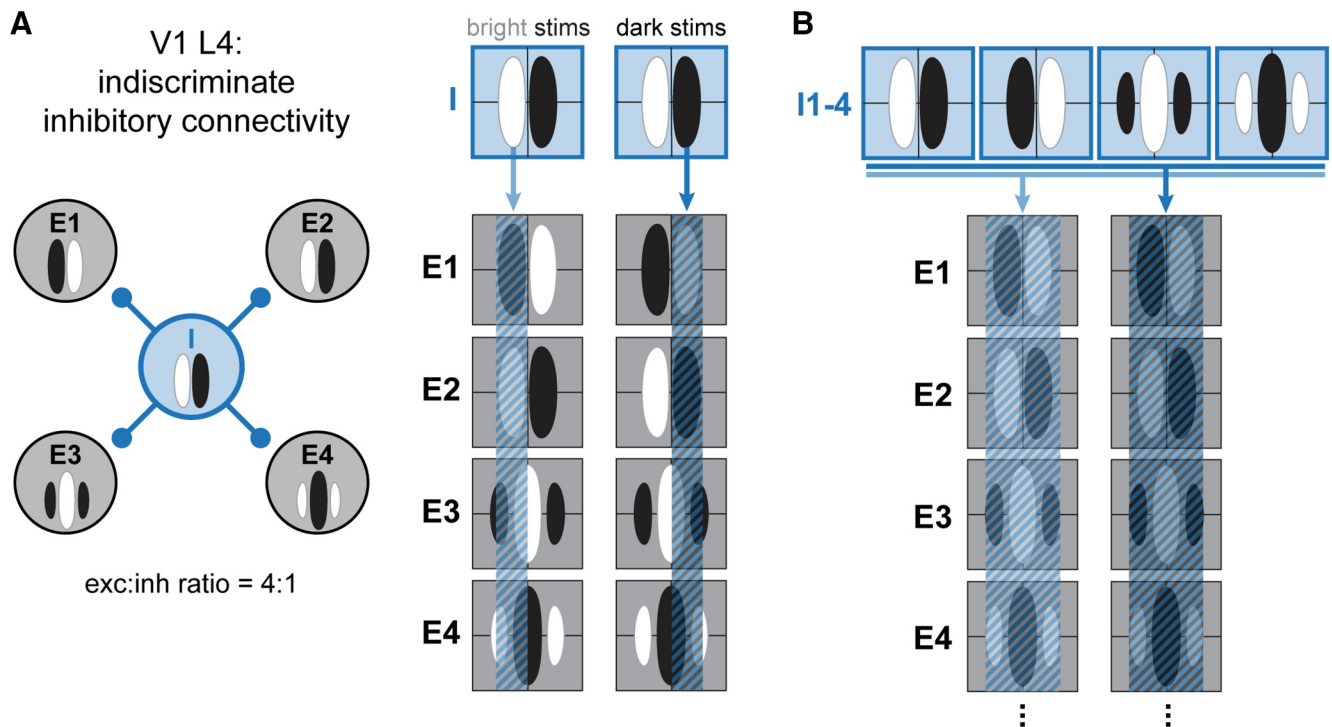 A
V1 L4:
indiscriminate
inhibitory connectivity
E1
E2
I
E3
E4
exc:inh ratio = 4:1
bright stims
dark stims
I
E1
E2
E3
E4
B
I1-4
E1
E2
E3
E4
⋮ ⋮